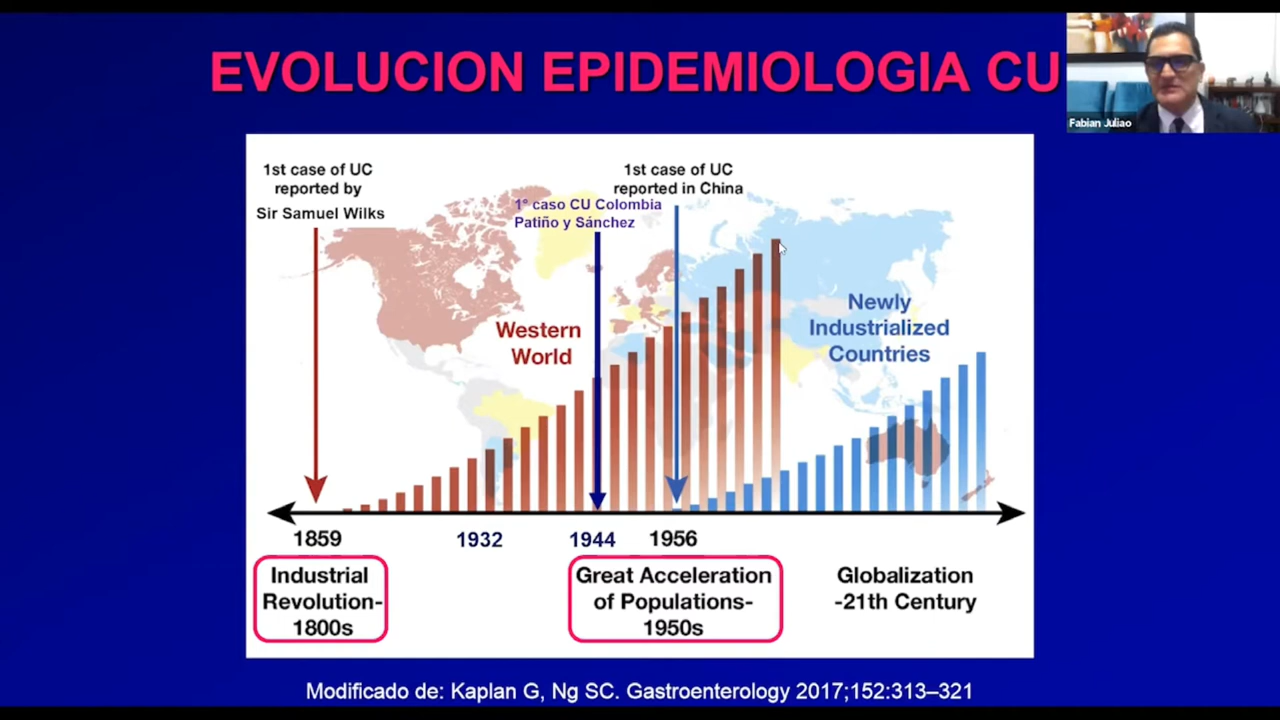 EVOLUCION EPIDEMIOLOGIA CU
Fabian Juliao
1st case of UC
reported by
Sir Samuel Wilks
1st case of UC
reported in China
1° caso CU Colombia
Patiño y Sánchez
Western
World
Newly
Industrialized
Countries
1859
1932
1944
1956
Industrial
Revolution-
1800s
Great Acceleration
of Populations-
1950s
Globalization
-21th Century
Modificado de: Kaplan G, Ng SC. Gastroenterology 2017;152:313–321